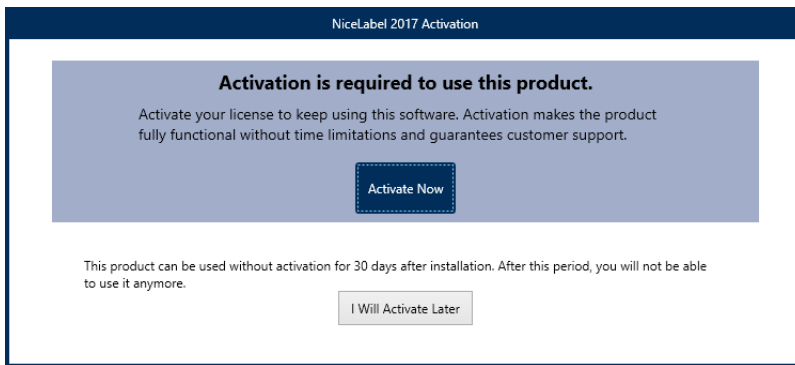 NiceLabel 2017 Activation
Activation is required to use this product.
Activate your license to keep using this software. Activation makes the product
fully functional without time limitations and guarantees customer support.
Activate Now
This product can be used without activation for 30 days after installation. After this period, you will not be able
to use it anymore.
I Will Activate Later